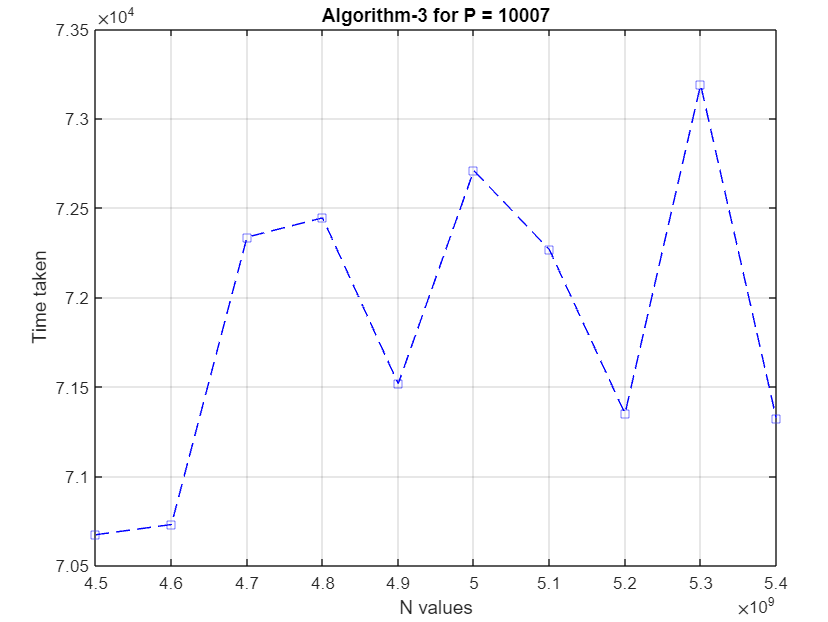 Algorithm-3 for P = 10007
×10⁴
7.35
7.3
7.25
7.2
7.15
7.1
7.05
Time taken
4.5 4.6 4.7 4.8 4.9 5 5.1 5.2 5.3 5.4
N values
×10⁹